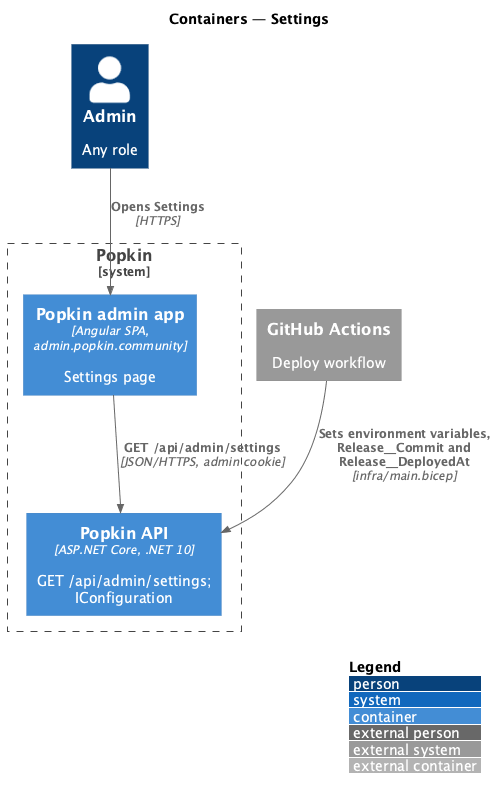 Containers — Settings
Admin
Any role
Opens Settings
[HTTPS]
Popkin
[system]
Popkin admin app
[Angular SPA,
admin.popkin.community]
Settings page
GitHub Actions
Deploy workflow
GET /api/admin/settings
[JSON/HTTPS, admin cookie]
Sets environment variables,
Release__Commit and
Release__DeployedAt
[infra/main.bicep]
Popkin API
[ASP.NET Core, .NET 10]
GET /api/admin/settings;
IConfiguration
Legend
person
system
container
external person
external system
external container